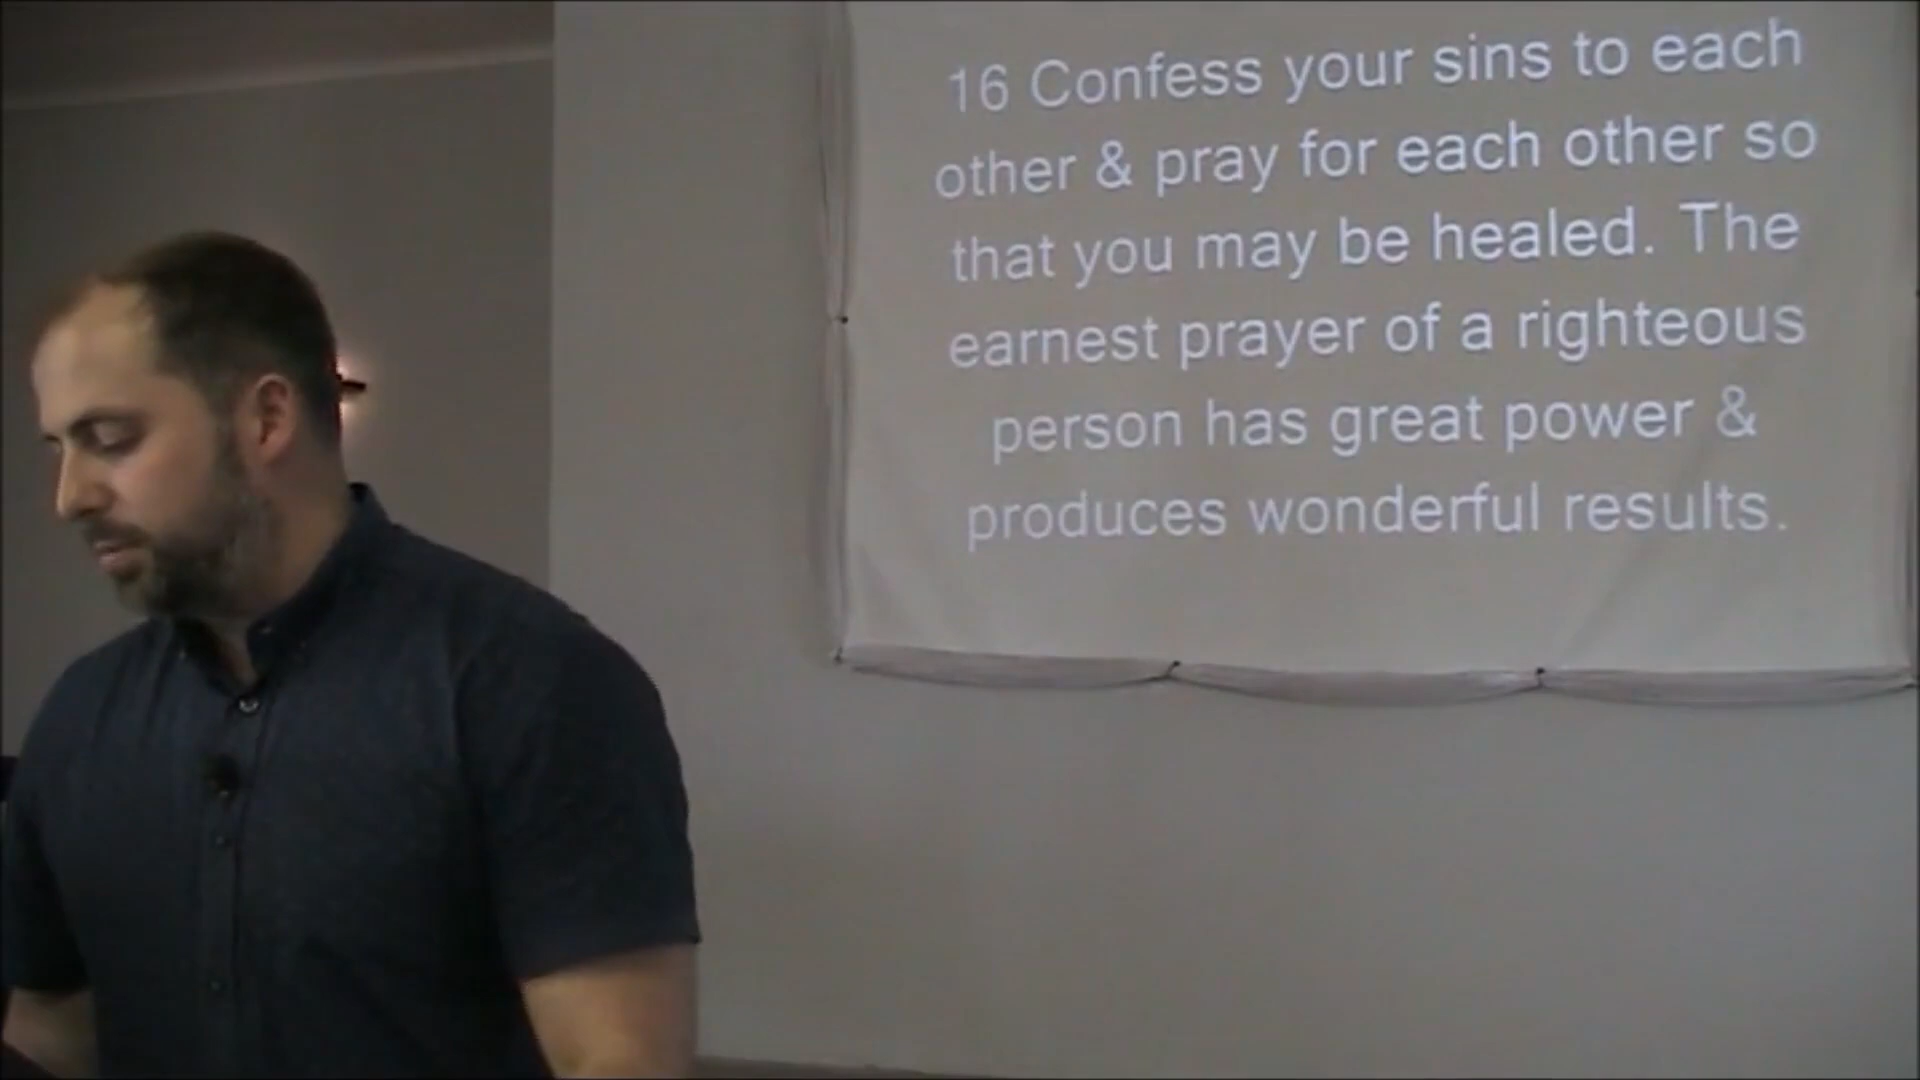 16 Confess your sins to each
other & pray for each other so
that you may be healed. The
earnest prayer of a righteous
person has great power &
produces wonderful results.